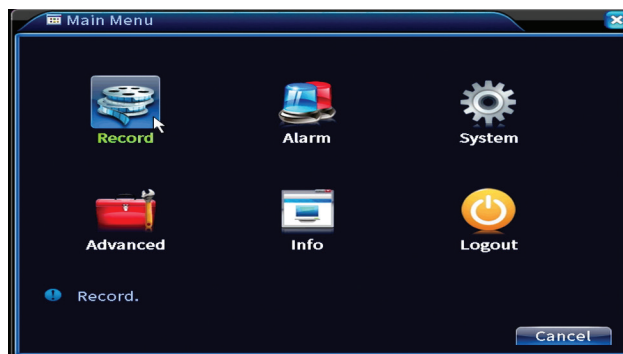 Main Menu
Record Alarm System
Advanced Info Logout
Record.
Cancel